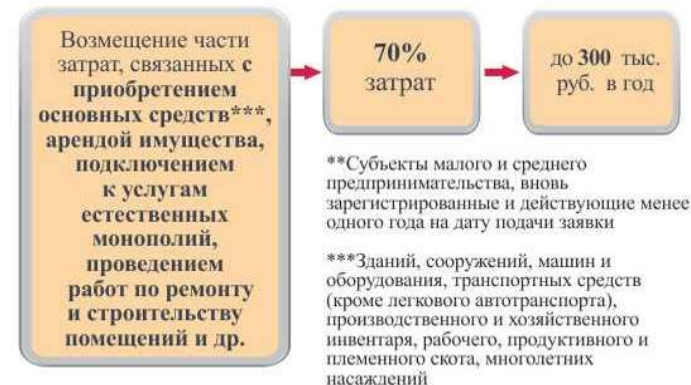 Возмещение части
затрат, связанных с
приобретением
основных средств***,
арендой имущества,
подключением
к услугам
естественных
монополий,
проведением
работ по ремонту
и строительству
помещений и др.
70%
затрат
до 300 тыс.
руб. в год
**Субъекты малого и среднего
предпринимательства, вновь
зарегистрированные и действующие менее
одного года на дату подачи заявки
***Зданий, сооружений, машин и
оборудования, транспортных средств
(кроме легкового автотранспорта),
производственного и хозяйственного
инвентаря, рабочего, продуктивного и
племенного скота, многолетних
насаждений